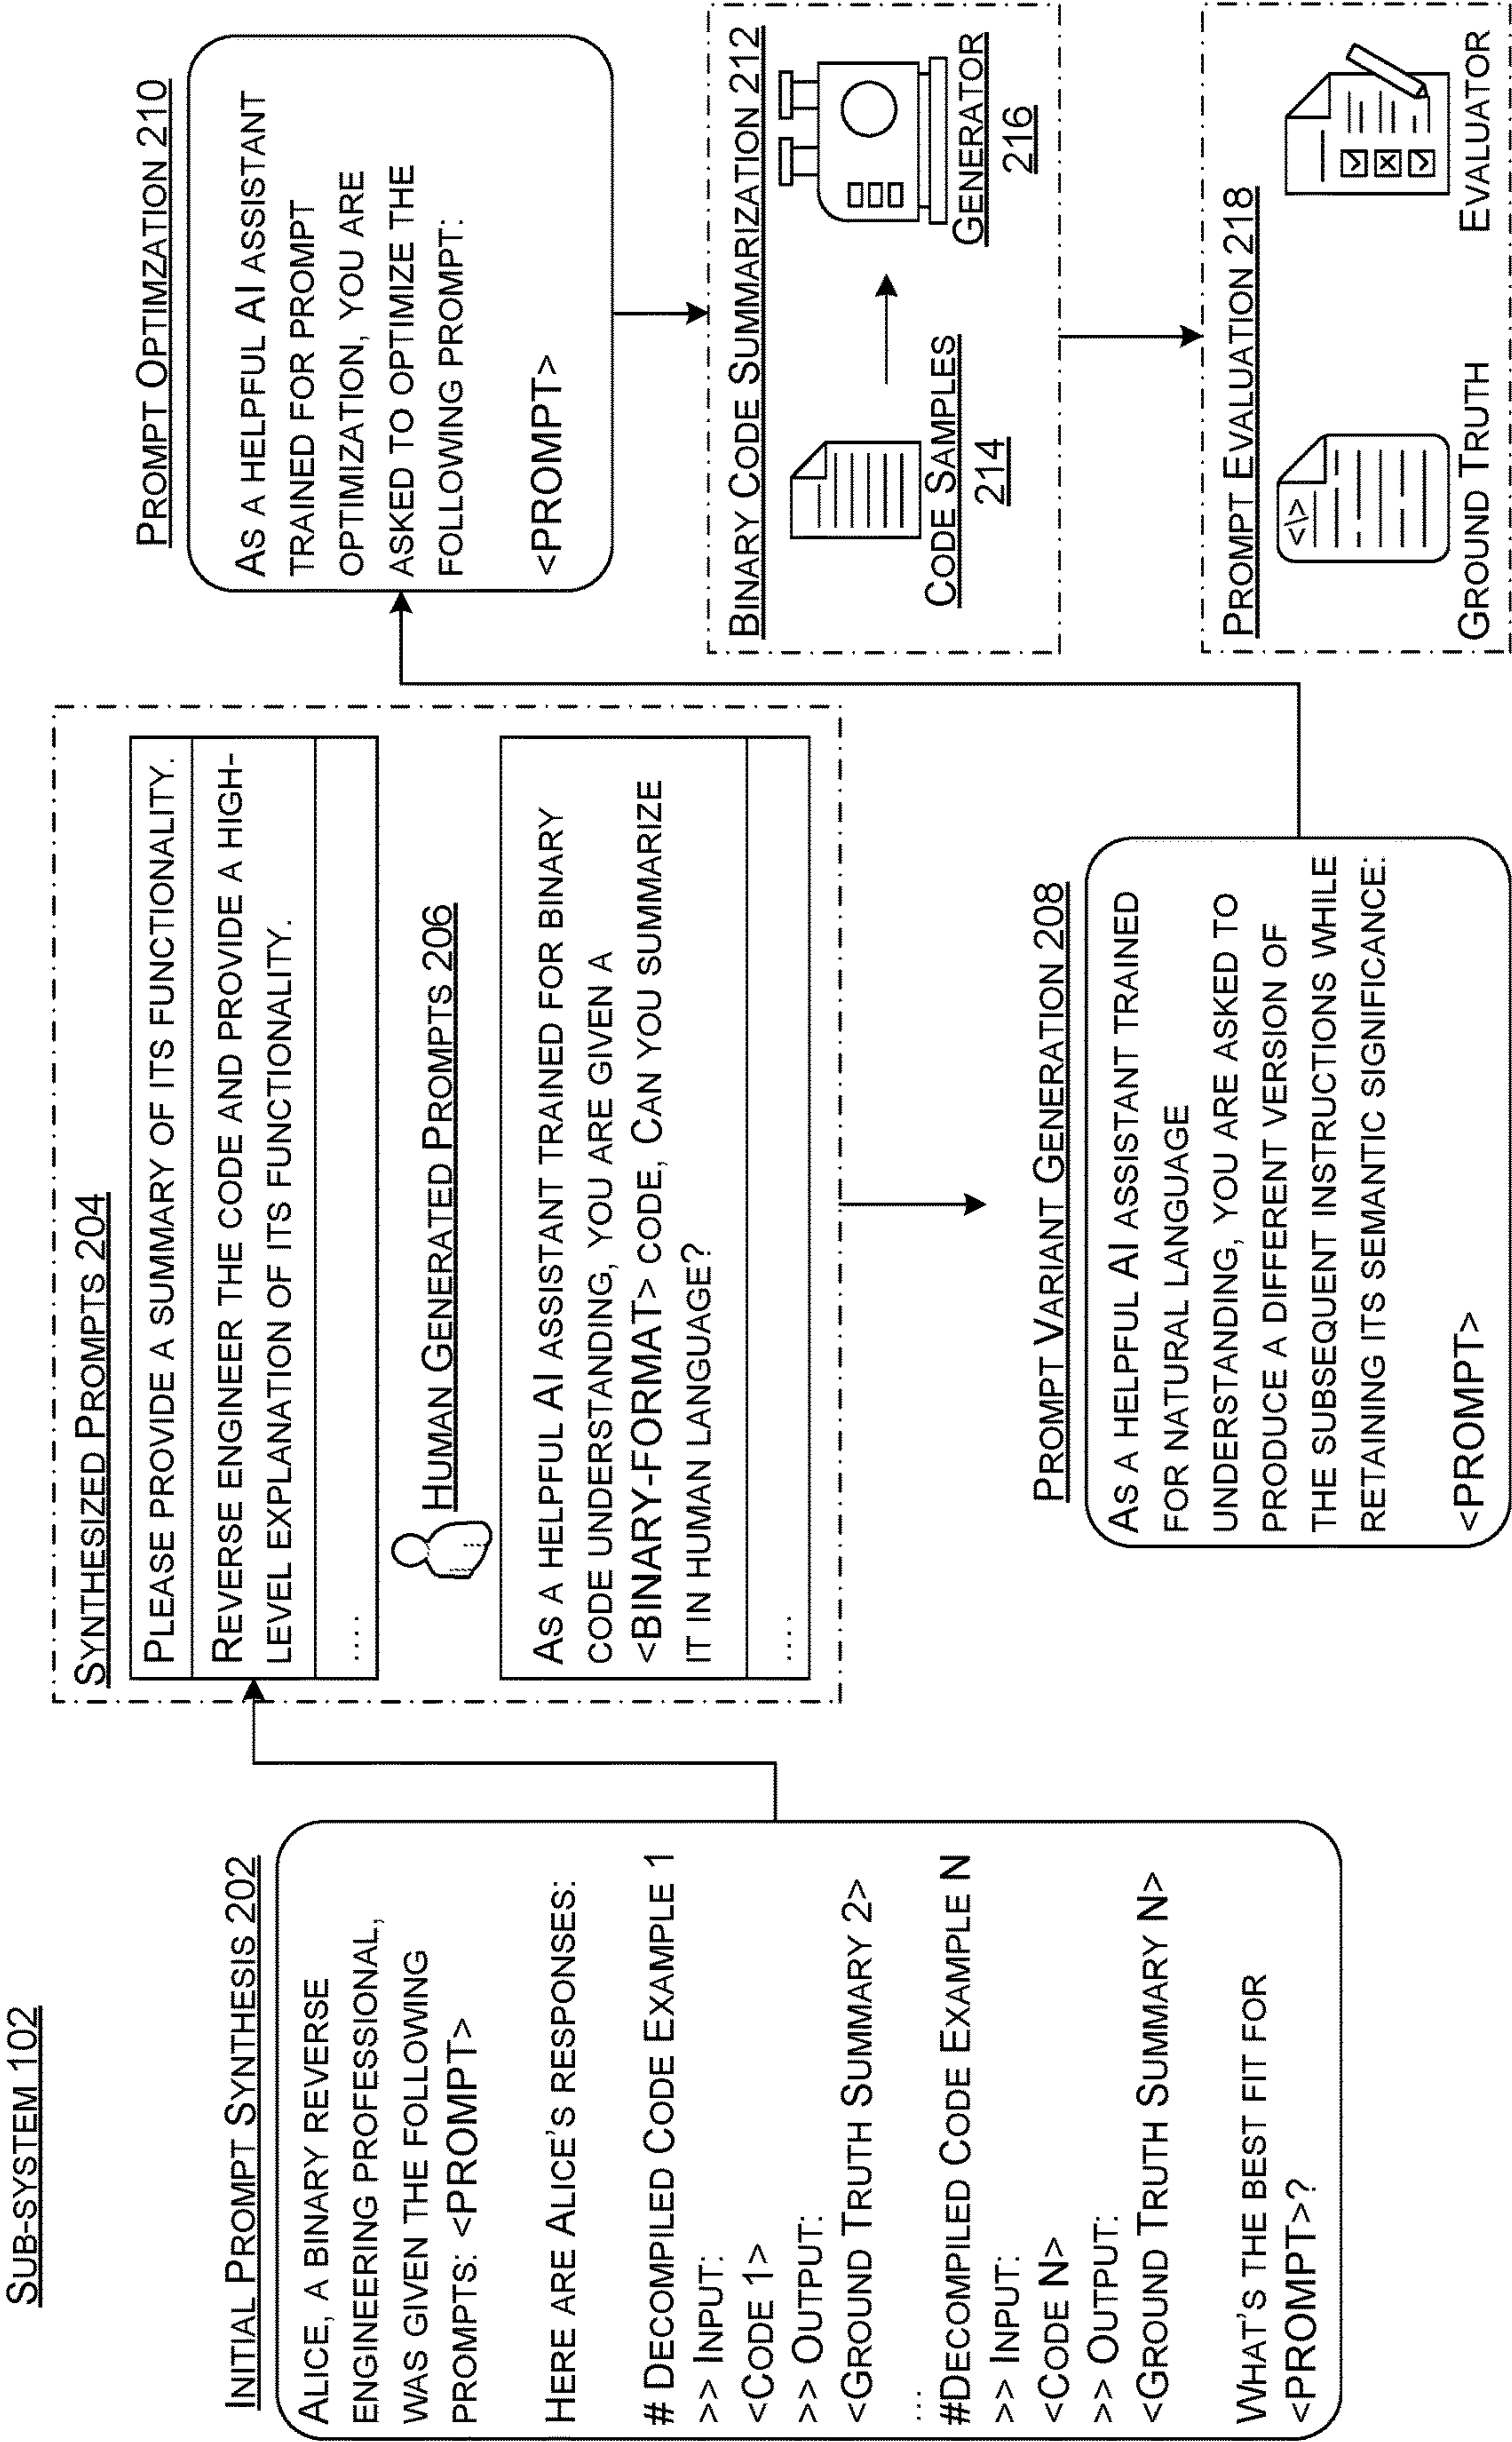 SUB-SYSTEM 102
INITIAL PROMPT SYNTHESIS 202
ALICE, A BINARY REVERSE
ENGINEERING PROFESSIONAL,
WAS GIVEN THE FOLLOWING
PROMPTS: <PROMPT>
HERE ARE ALICE'S RESPONSES:
# DECOMPILED CODE EXAMPLE 1
>> INPUT:
<CODE 1>
>> OUTPUT:
<GROUND TRUTH SUMMARY 2>
...
#DECOMPILED CODE EXAMPLE N
>> INPUT:
<CODE N>
>> OUTPUT:
<GROUND TRUTH SUMMARY N>
WHAT'S THE BEST FIT FOR
<PROMPT>?
SYNTHESIZED PROMPTS 204
PLEASE PROVIDE A SUMMARY OF ITS FUNCTIONALITY.
REVERSE ENGINEER THE CODE AND PROVIDE A HIGH-
LEVEL EXPLANATION OF ITS FUNCTIONALITY.
....
HUMAN GENERATED PROMPTS 206
AS A HELPFUL AI ASSISTANT TRAINED FOR BINARY
CODE UNDERSTANDING, YOU ARE GIVEN A
<BINARY-FORMAT> CODE, CAN YOU SUMMARIZE
IT IN HUMAN LANGUAGE?
....
PROMPT VARIANT GENERATION 208
AS A HELPFUL AI ASSISTANT TRAINED
FOR NATURAL LANGUAGE
UNDERSTANDING, YOU ARE ASKED TO
PRODUCE A DIFFERENT VERSION OF
THE SUBSEQUENT INSTRUCTIONS WHILE
RETAINING ITS SEMANTIC SIGNIFICANCE:
<PROMPT>
PROMPT OPTIMZATION 210
AS A HELPFUL AI ASSISTANT
TRAINED FOR PROMPT
OPTIMIZATION, YOU ARE
ASKED TO OPTIMIZE THE
FOLLOWING PROMPT:
<PROMPT>
BINARY CODE SUMMARIZATION 212
CODE SAMPLES
214
GENERATOR
216
PROMPT EVALUATION 218
<\>
GROUND TRUTH
EVALUATOR